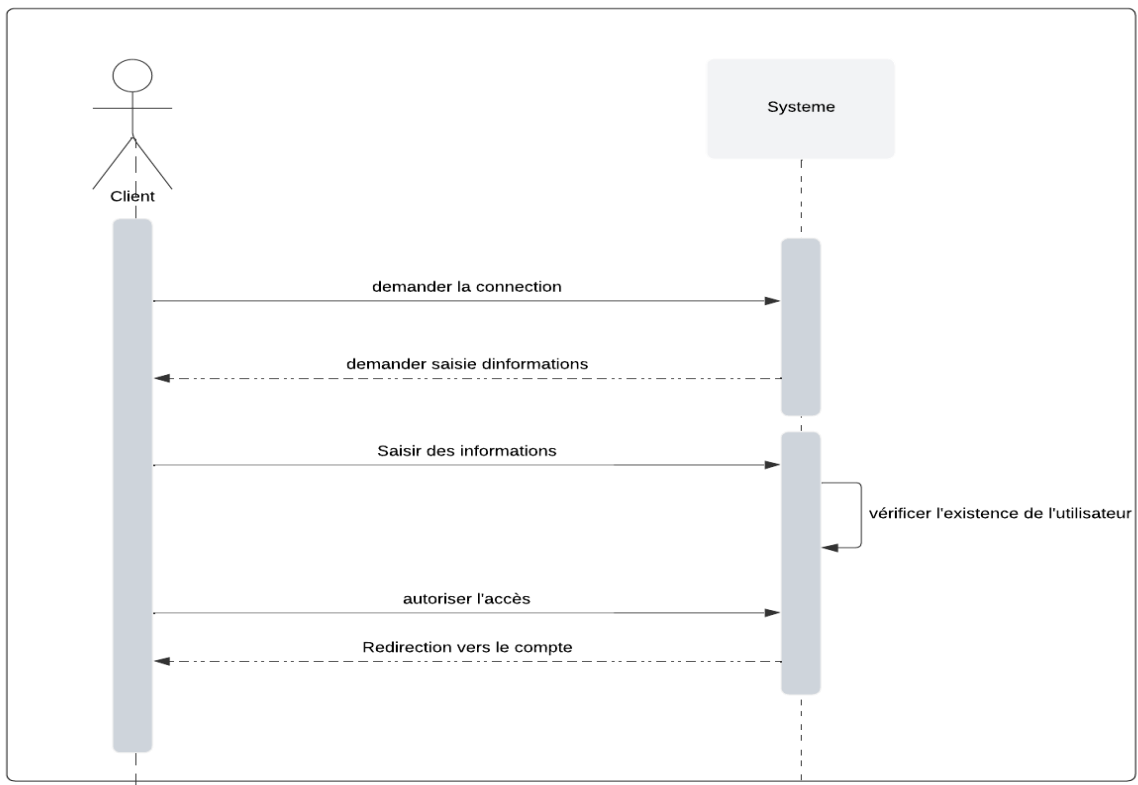 Systeme
Client
demander la connection
demander saisie dinformations
Saisir des informations
vérificer l'existence de l'utilisateur
autoriser l'accès
Redirection vers le compte